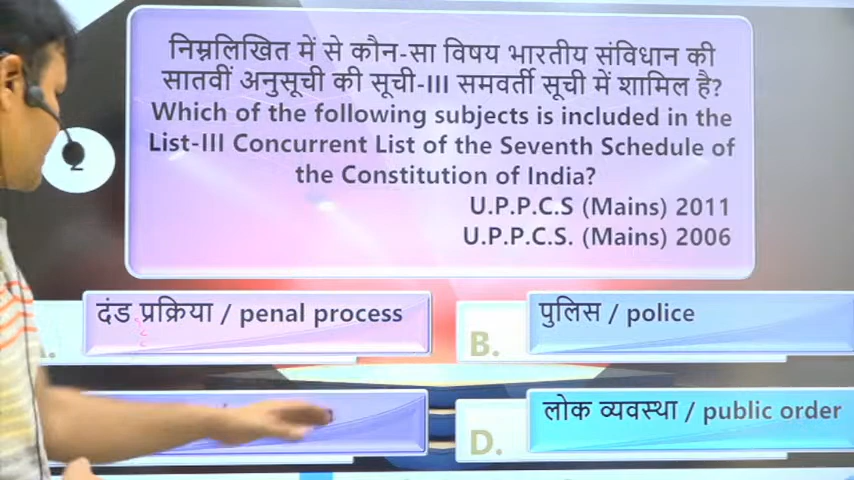 निम्नलिखित में से कौन-सा विषय भारतीय संविधान की
सातवीं अनुसूची की सूची-III समवर्ती सूची में शामिल है?
Which of the following subjects is included in the
List-III Concurrent List of the Seventh Schedule of
the Constitution of India?
U.P.P.C.S (Mains) 2011
U.P.P.C.S. (Mains) 2006
2
दंड प्रक्रिया / penal process
B. पुलिस / police
D. लोक व्यवस्था / public order